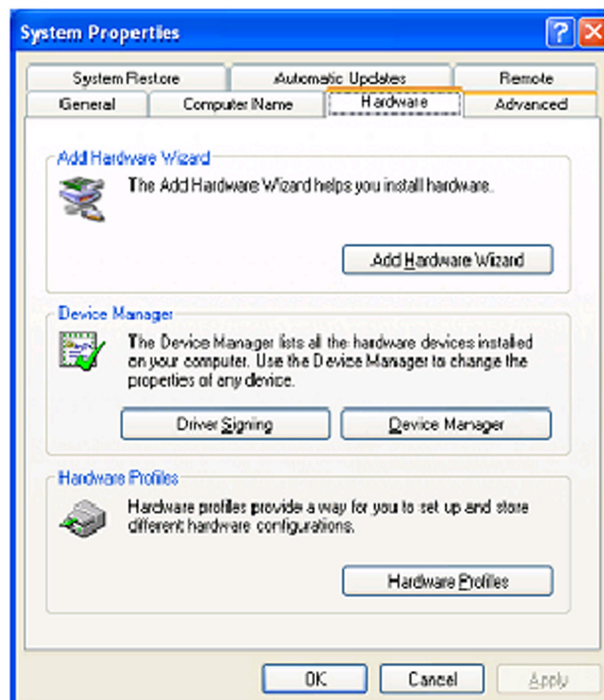 System Properties
System Restore Automatic Updates Remote
General Computer Name Hardware Advanced
Add Hardware Wizard
The Add Hardware Wizard helps you install hardware.
Add Hardware Wizard
Device Manager
The Device Manager lists all the hardware devices installed
on your computer. Use the Device Manager to change the
properties of any device.
Driver Signing Device Manager
Hardware Profiles
Hardware profiles provide a way for you to set up and store
different hardware configurations.
Hardware Profiles
OK Cancel Apply